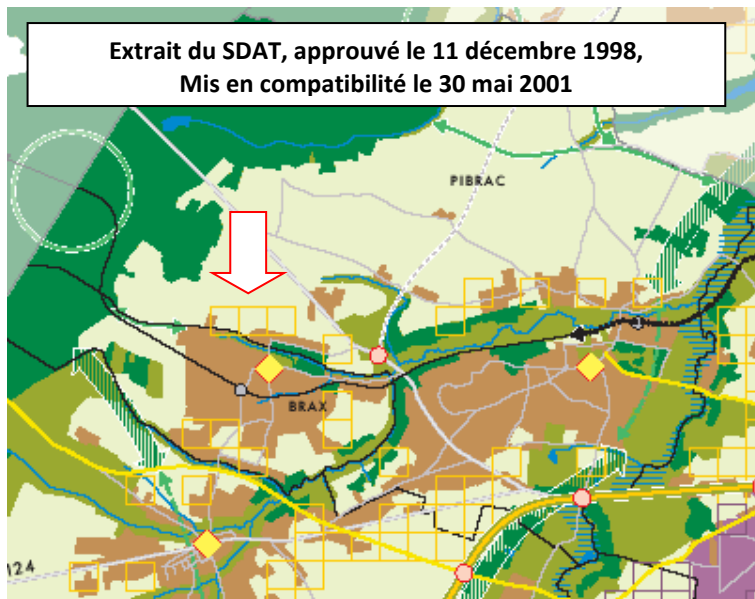 Extrait du SDAT, approuvé le 11 décembre 1998,
Mis en compatibilité le 30 mai 2001
PIBRAC
BRAX
124